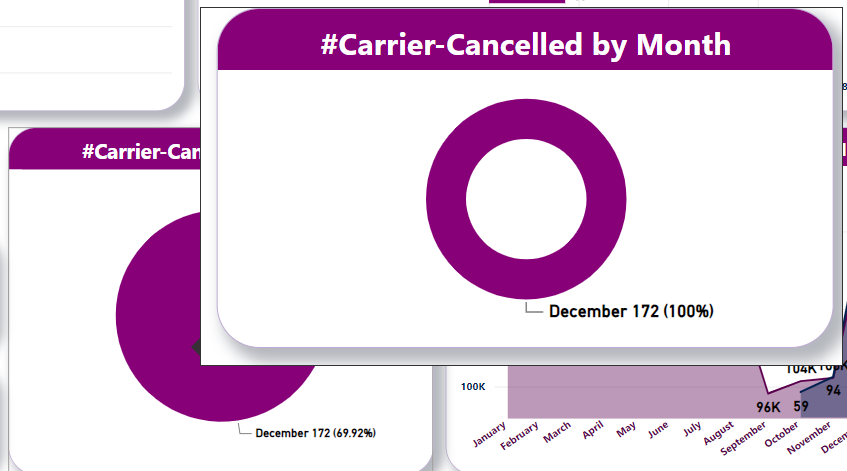 #Carrier-Cancelled by Month
December 172 (100%)
#Carrier-Can
December 172 (69.92%)
100K
104K
96K
59
94
January
February
March
April
May
June
July
August
September
October
November